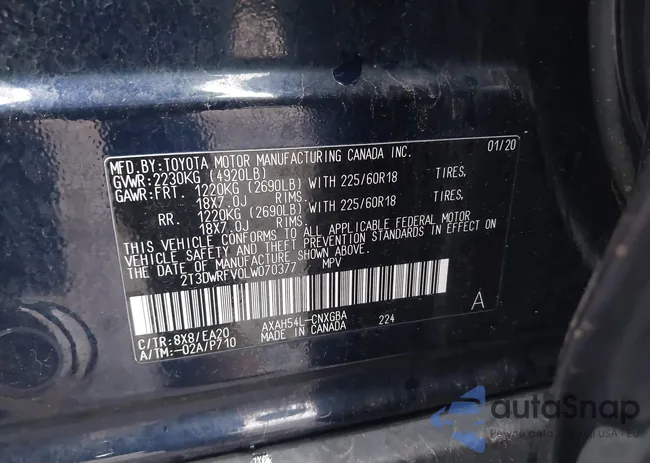 MFD.BY:TOYOTA MOTOR MANUFACTURING CANADA INC. 01/20
GVWR:2230KG (4920LB)
GAWR:FRT. 1220KG (2690LB) WITH 225/60R18 TIRES,
18X7.0J RIMS.
RR. 1220KG (2690LB) WITH 225/60R18 TIRES,
18X7.0J RIMS.
THIS VEHICLE CONFORMS TO ALL APPLICABLE FEDERAL MOTOR
VEHICLE SAFETY AND THEFT PREVENTION STANDARDS IN EFFECT ON
THE DATE OF MANUFACTURE SHOWN ABOVE.
2T3DWRFV0LW070377 MPV
A
C/TR:8X8/EA20 AXAH54L-CNXGBA 224
A/TM:-02A/P710 MADE IN CANADA
autoSnap